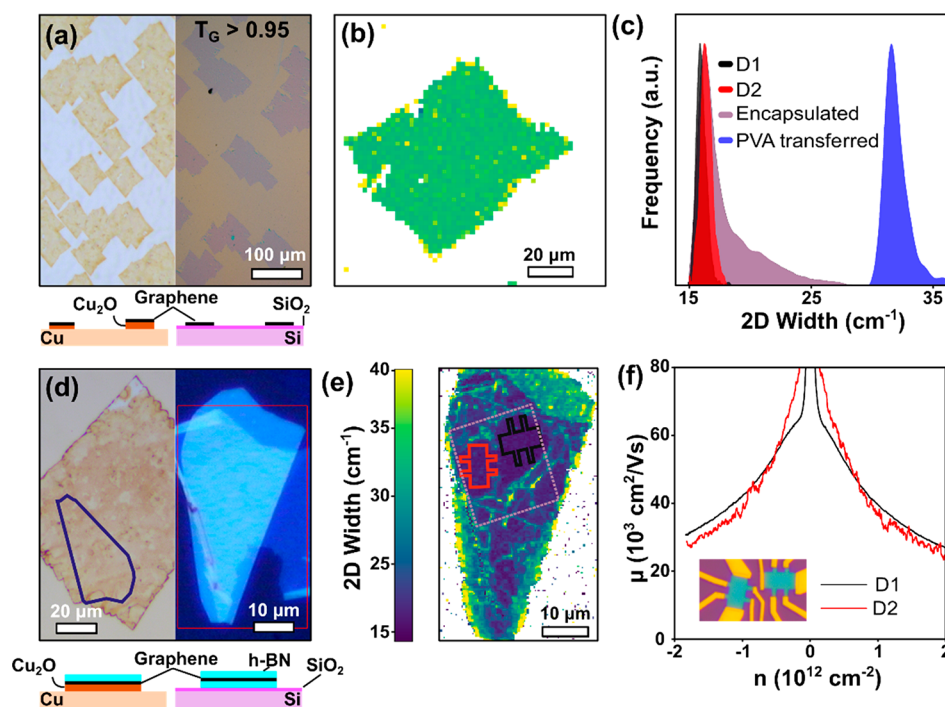 (a)
T_G > 0.95
100 µm
Cu₂O
Graphene
SiO₂
Cu
Si
(b)
20 µm
(c)
Frequency (a.u.)
D1
D2
Encapsulated
PVA transferred
15
25
35
2D Width (cm⁻¹)
(d)
20 µm
10 µm
Cu₂O
Graphene
h-BN
SiO₂
Cu
Si
(e)
2D Width (cm⁻¹)
40
35
30
25
15
10 µm
(f)
µ (10³ cm²/Vs)
80
60
40
20
0
D1
D2
-2
-1
0
1
2
n (10¹² cm⁻²)